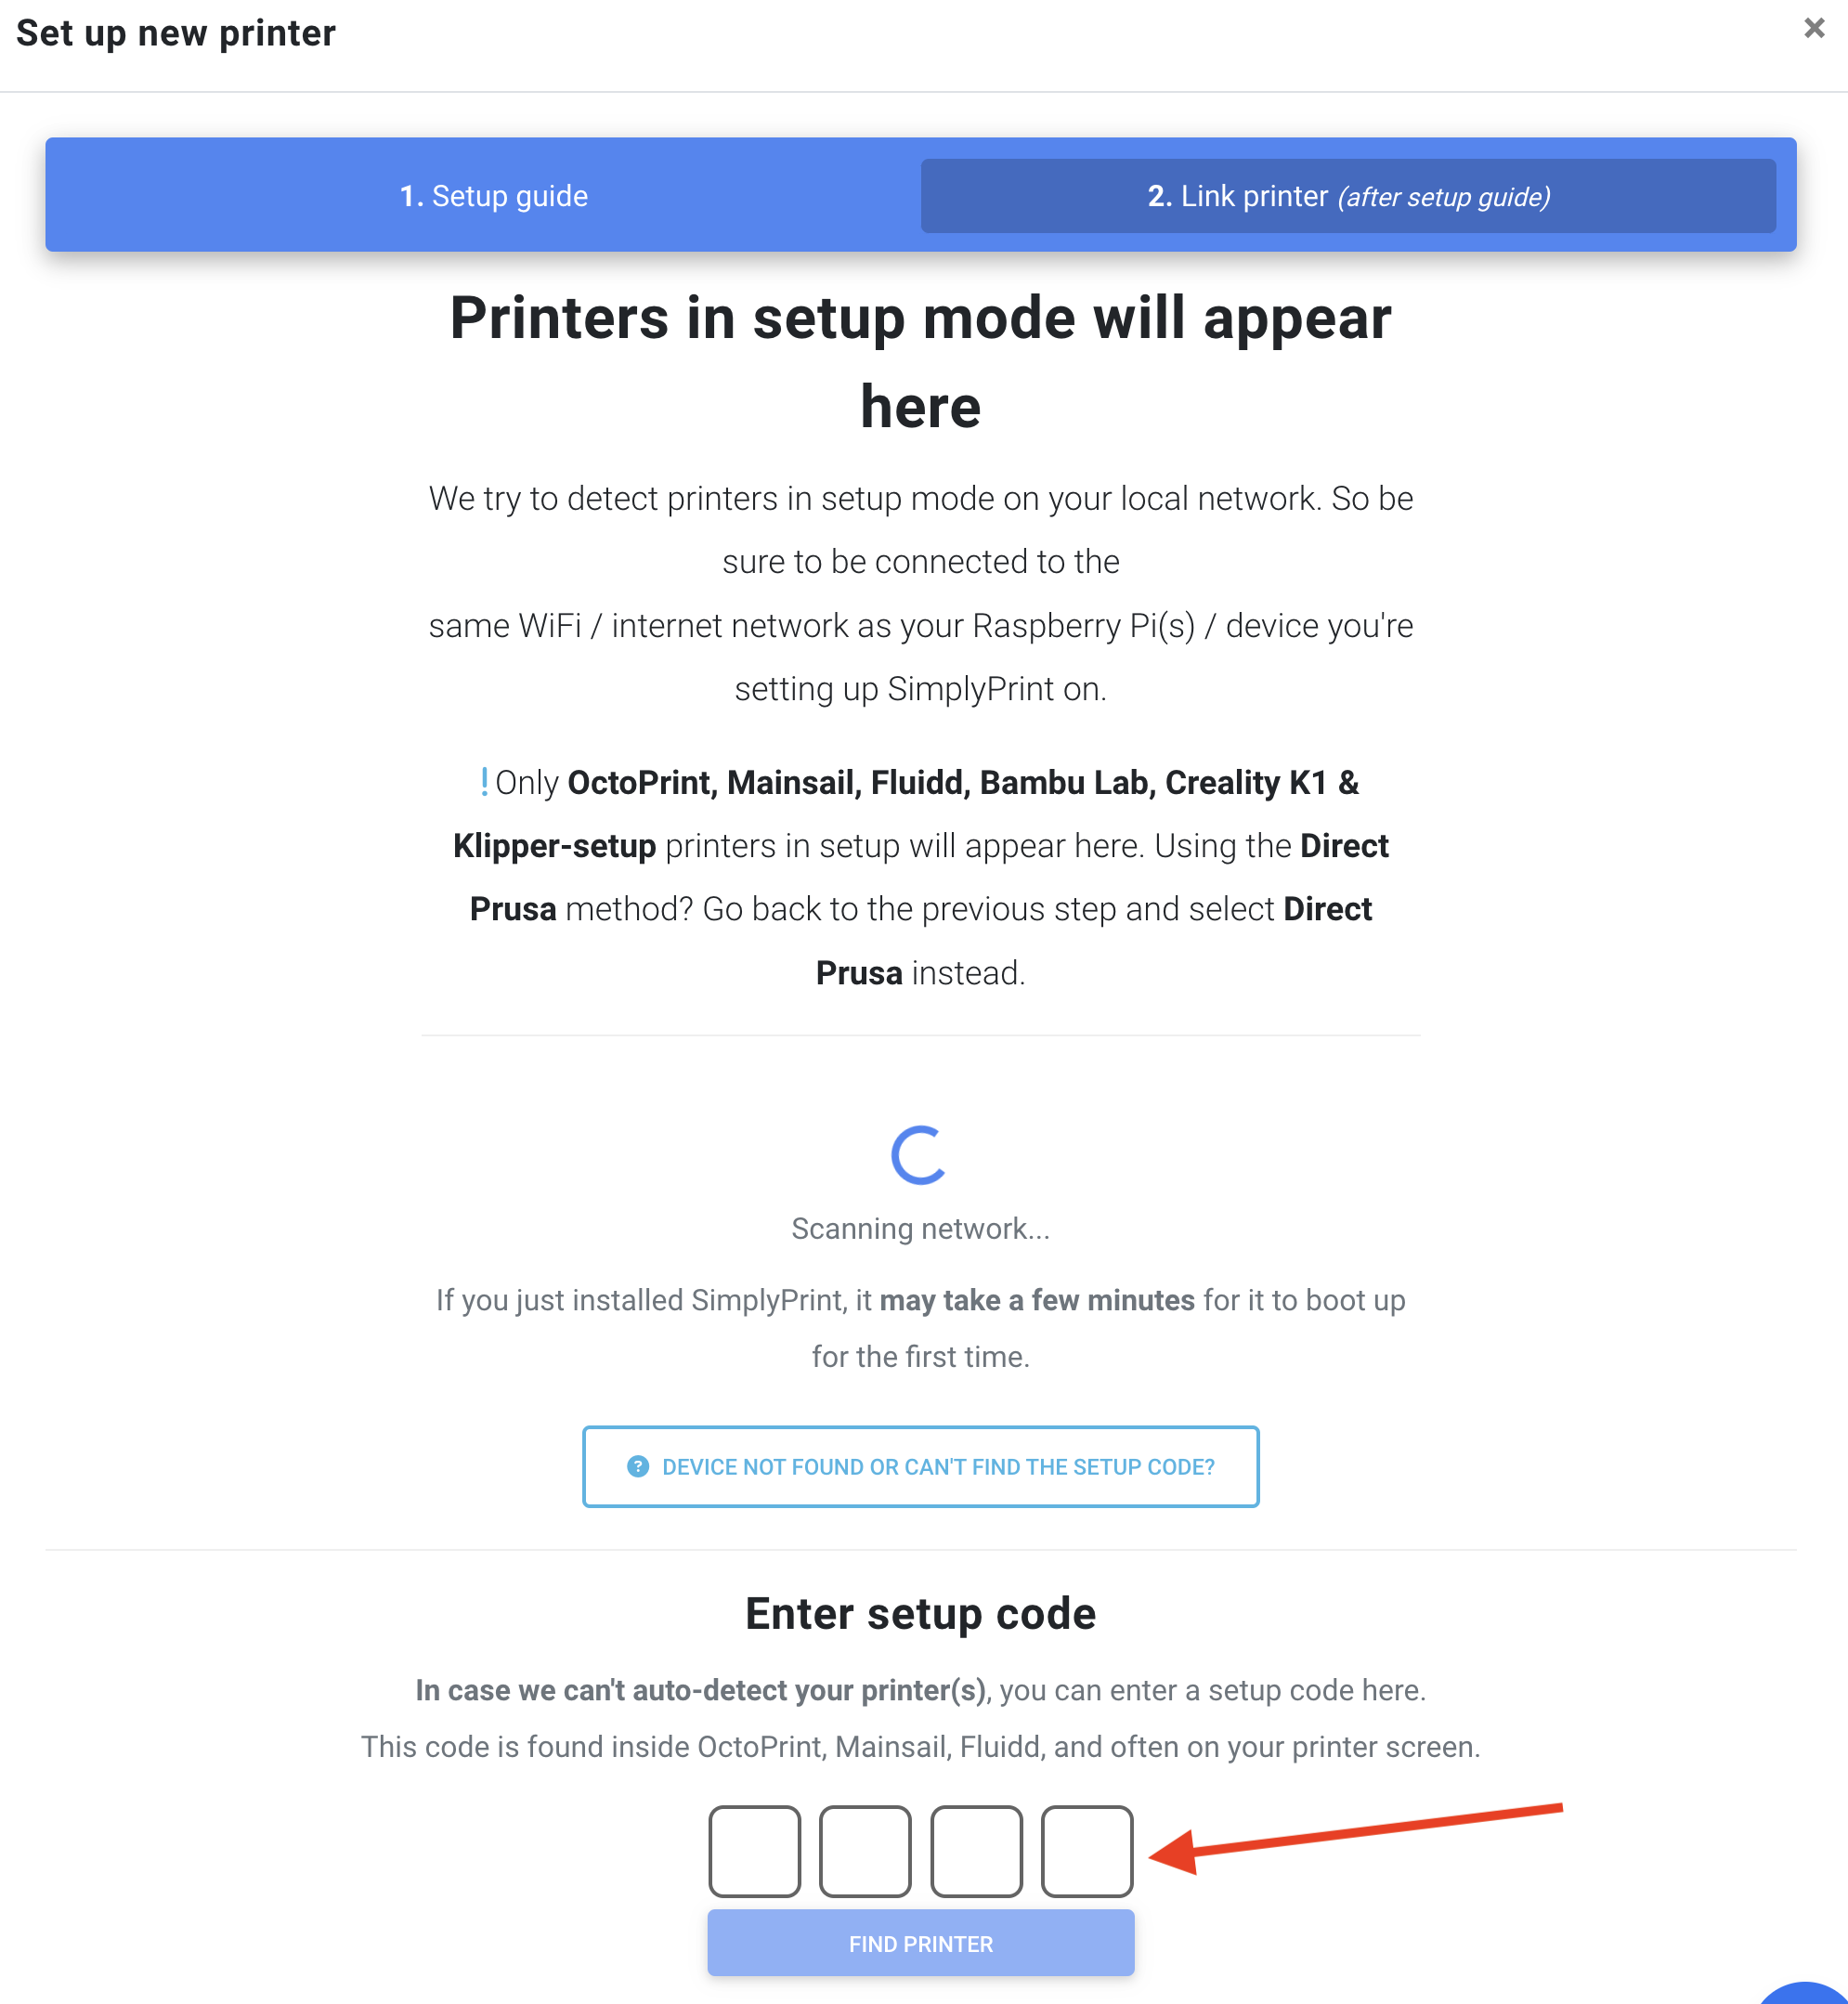 Set up new printer
×
1. Setup guide
2. Link printer (after setup guide)
Printers in setup mode will appear
here
We try to detect printers in setup mode on your local network. So be
sure to be connected to the
same WiFi / internet network as your Raspberry Pi(s) / device you're
setting up SimplyPrint on.
! Only OctoPrint, Mainsail, Fluidd, Bambu Lab, Creality K1 &
Klipper-setup printers in setup will appear here. Using the Direct
Prusa method? Go back to the previous step and select Direct
Prusa instead.
Scanning network...
If you just installed SimplyPrint, it may take a few minutes for it to boot up
for the first time.
? DEVICE NOT FOUND OR CAN'T FIND THE SETUP CODE?
Enter setup code
In case we can't auto-detect your printer(s), you can enter a setup code here.
This code is found inside OctoPrint, Mainsail, Fluidd, and often on your printer screen.
FIND PRINTER